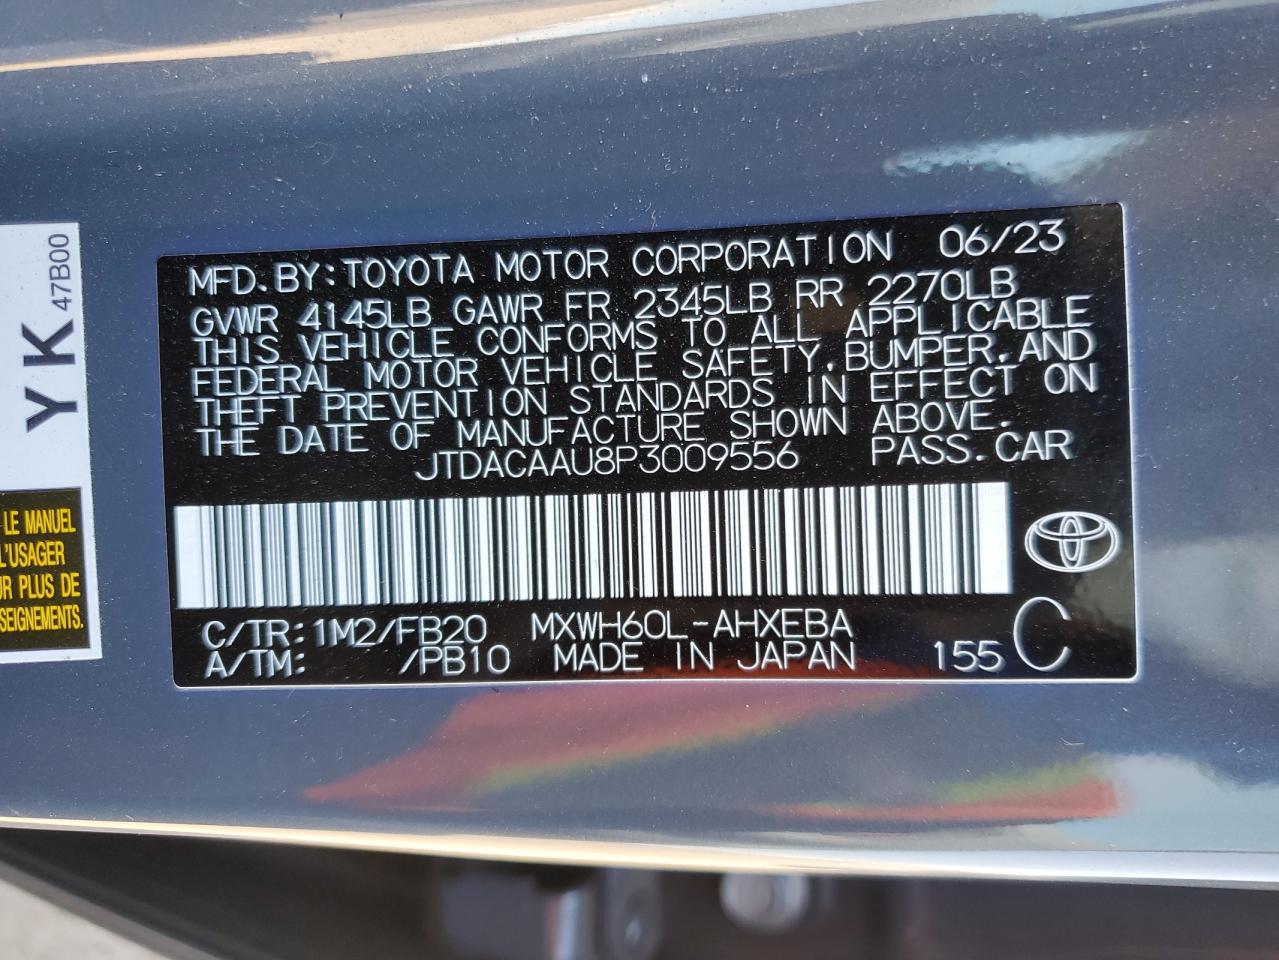 MFD. BY: TOYOTA MOTOR CORPORATION 06/23
GVWR 4145LB GAWR FR 2345LB RR 2270LB
THIS VEHICLE CONFORMS TO ALL APPLICABLE
FEDERAL MOTOR VEHICLE SAFETY, BUMPER, AND
THEFT PREVENTION STANDARDS IN EFFECT ON
THE DATE OF MANUFACTURE SHOWN ABOVE.
JTDACAAU8P3009556 PASS. CAR
C/TR: 1M2/FB20 MXWH60L-AHXEBA
A/TM: /PB10 MADE IN JAPAN 155 C
YK
47B00
LE MANUEL
L'USAGER
UR PLUS DE
SEIGNEMENTS.